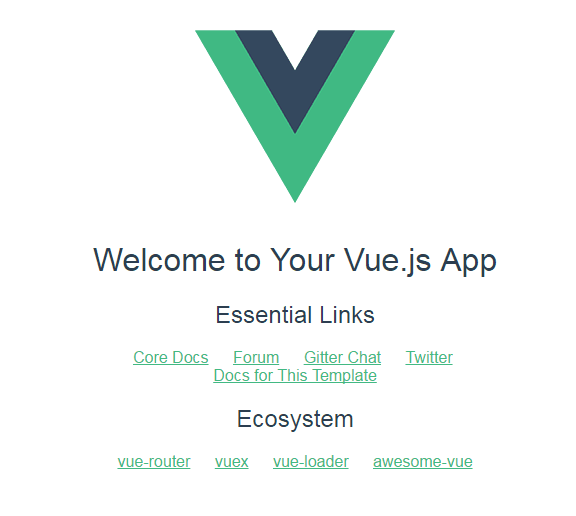 Welcome to Your Vue.js App
Essential Links
Core Docs Forum Gitter Chat Twitter
Docs for This Template
Ecosystem
vue-router vuex vue-loader awesome-vue